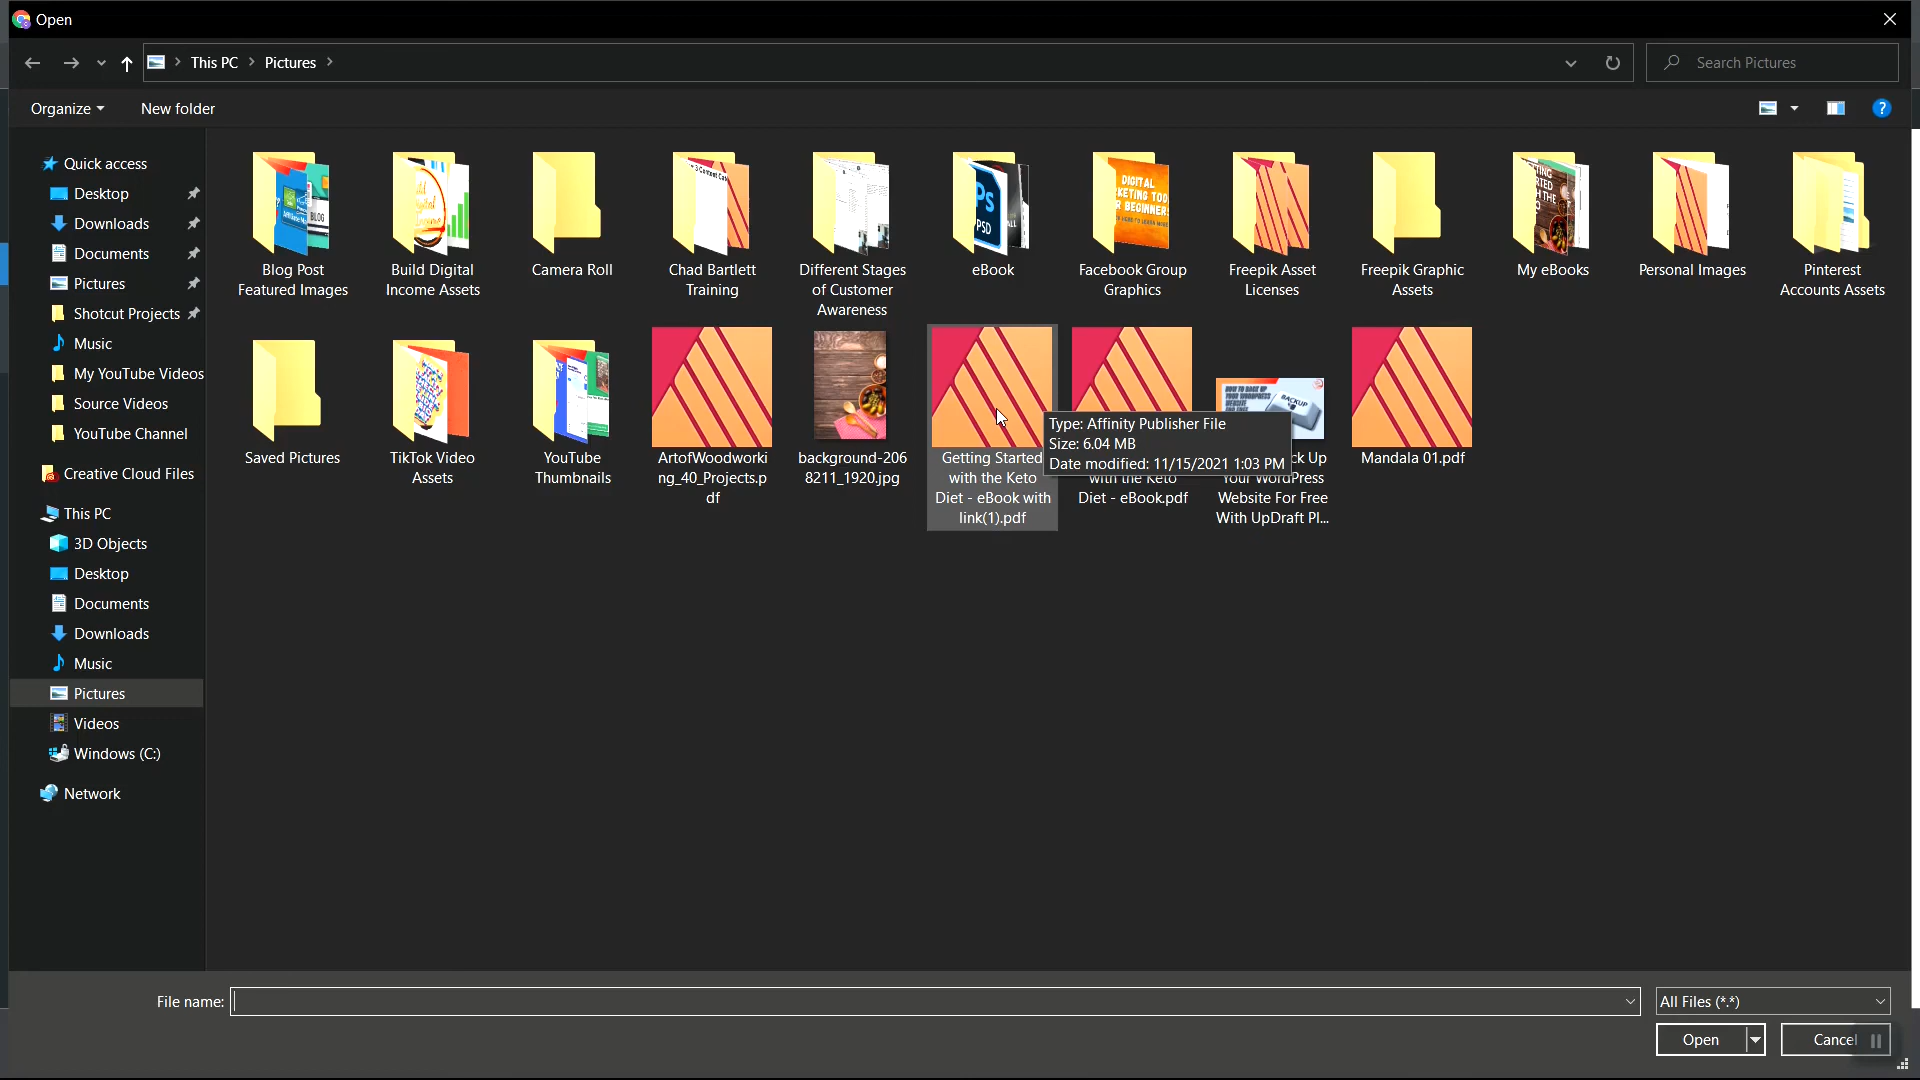 Open
This PC
Pictures
Search Pictures
Organize
New folder
Quick access
Desktop
Downloads
Documents
Pictures
Shotcut Projects
Music
My YouTube Videos
Source Videos
YouTube Channel
Creative Cloud Files
This PC
3D Objects
Desktop
Documents
Downloads
Music
Pictures
Videos
Windows (C:)
Network
Blog Post
Featured Images
Build Digital
Income Assets
Camera Roll
Chad Bartlett
Training
Different Stages
of Customer
Awareness
eBook
Facebook Group
Graphics
Freepik Asset
Licenses
Freepik Graphic
Assets
My eBooks
Personal Images
Pinterest
Accounts Assets
Saved Pictures
TikTok Video
Assets
YouTube
Thumbnails
ArtofWoodworki
ng_40_Projects.p
df
background-206
8211_1920.jpg
Getting Started
with the Keto
Diet - eBook with
link(1).pdf
with the Keto
Diet - eBook.pdf
ck Up
Your WordPress
Website For Free
With UpDraft Pl...
Mandala 01.pdf
Type: Affinity Publisher File
Size: 6.04 MB
Date modified: 11/15/2021 1:03 PM
File name:
All Files (*.*)
Open
Cancel